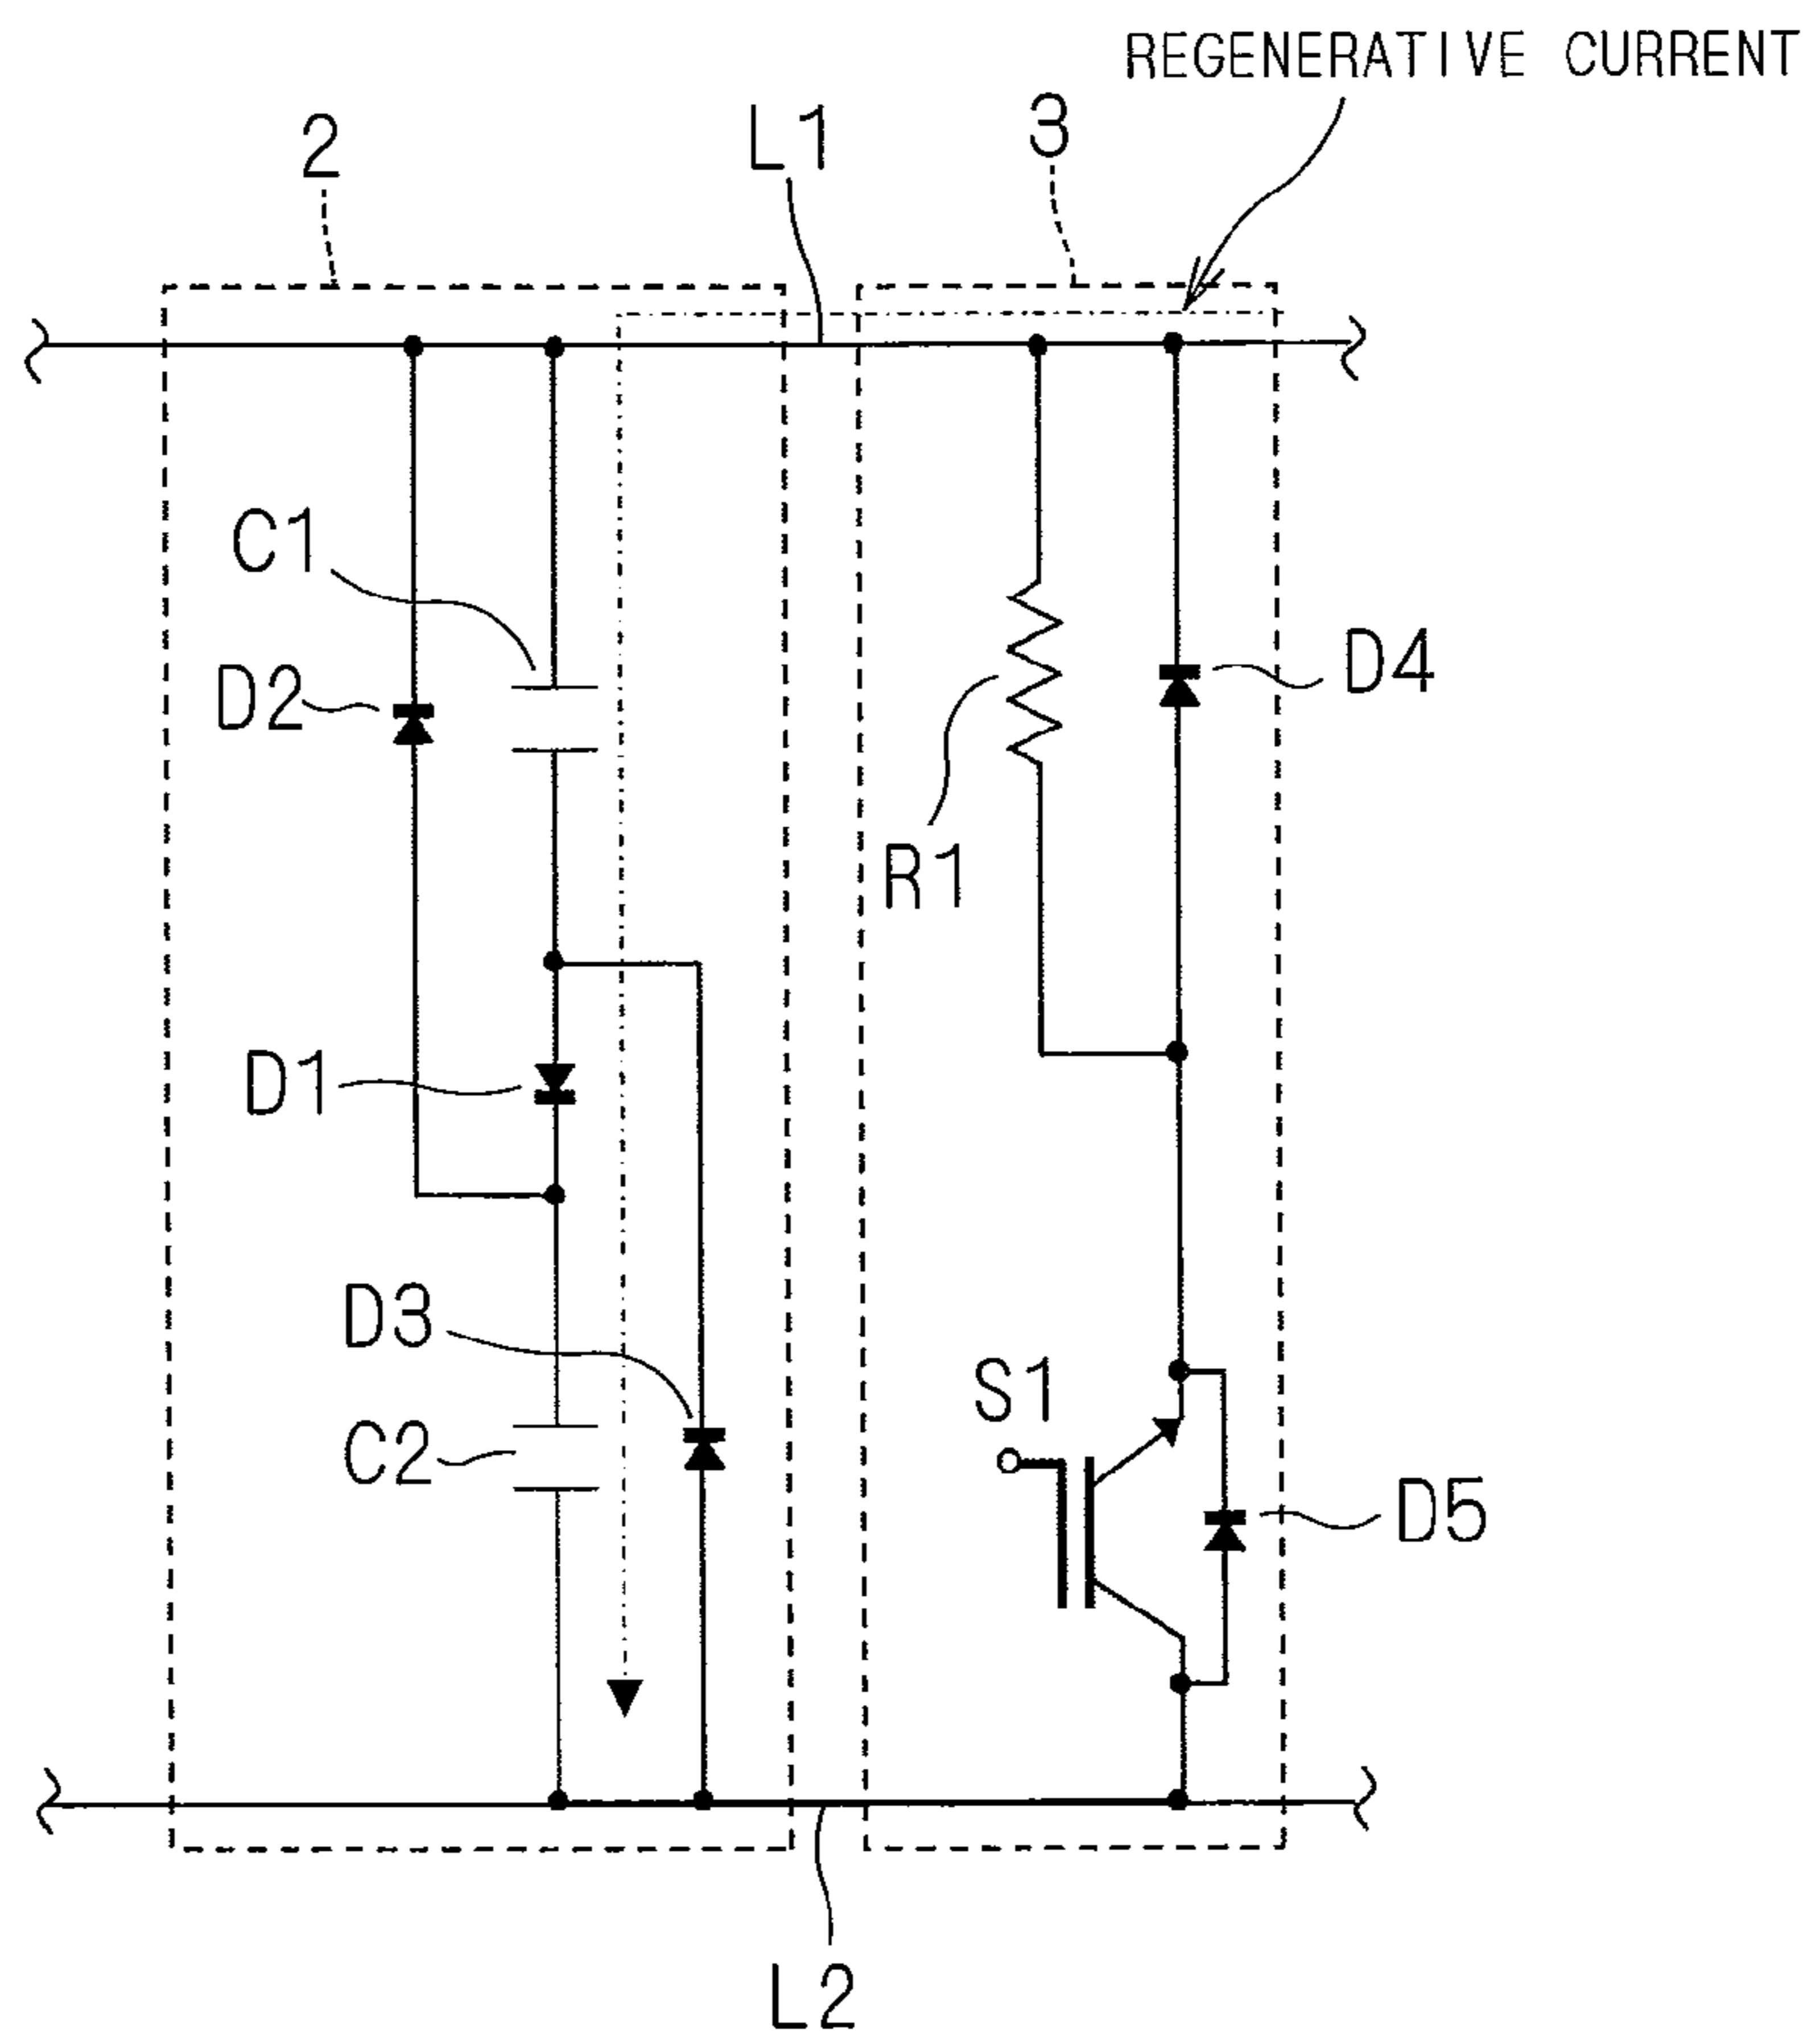 REGENERATIVE CURRENT
2
L1
3
C1
D2
D4
R1
D1
D3
S1
C2
D5
L2